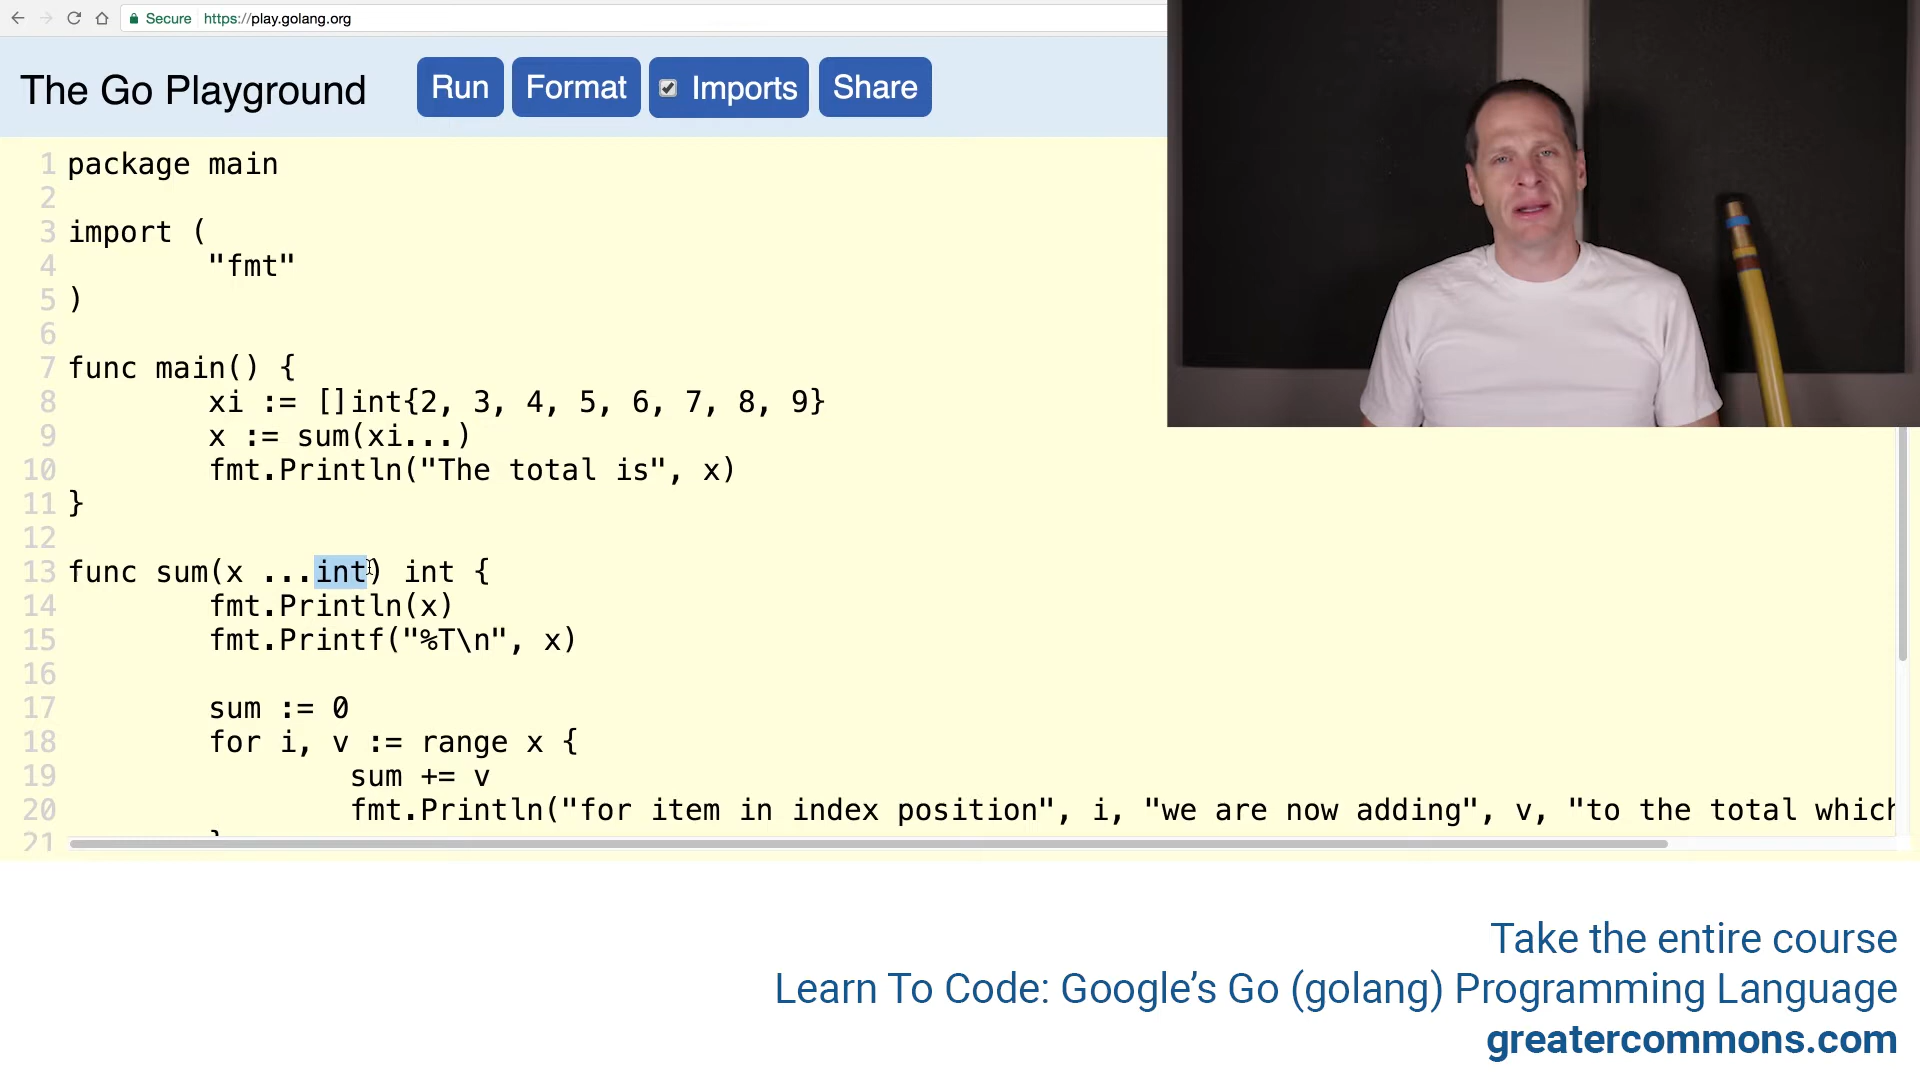 Secure https://play.golang.org
The Go Playground Run Format Imports Share
1 package main
2
3 import (
4 "fmt"
5 )
6
7 func main() {
8 xi := []int{2, 3, 4, 5, 6, 7, 8, 9}
9 x := sum(xi...)
10 fmt.Println("The total is", x)
11 }
12
13 func sum(x ...int) int {
14 fmt.Println(x)
15 fmt.Printf("%T\n", x)
16
17 sum := 0
18 for i, v := range x {
19 sum += v
20 fmt.Println("for item in index position", i, "we are now adding", v, "to the total which
21 }
Take the entire course
Learn To Code: Google’s Go (golang) Programming Language
greatercommons.com